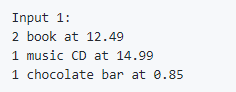 Input 1:
2 book at 12.49
1 music CD at 14.99
1 chocolate bar at 0.85